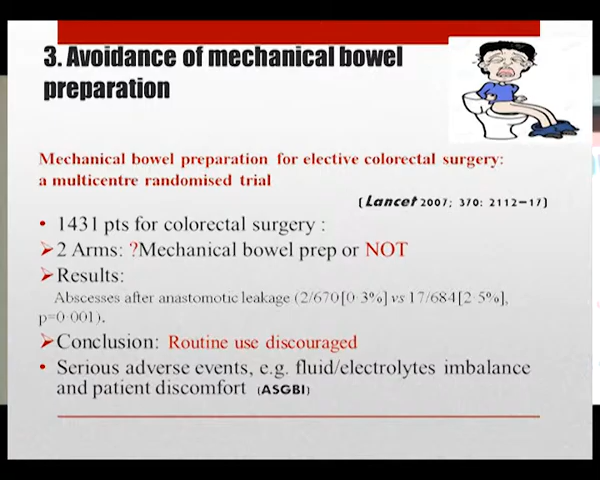 3. Avoidance of mechanical bowel
preparation
Mechanical bowel preparation for elective colorectal surgery:
a multicentre randomised trial
(Lancet 2007; 370: 2112–17)
• 1431 pts for colorectal surgery :
➢2 Arms: ?Mechanical bowel prep or NOT
➢Results:
Abscesses after anastomotic leakage (2/670[0·3%] vs 17/684[2·5%],
p=0·001).
➢Conclusion: Routine use discouraged
• Serious adverse events, e.g. fluid/electrolytes imbalance
and patient discomfort (ASGBI)